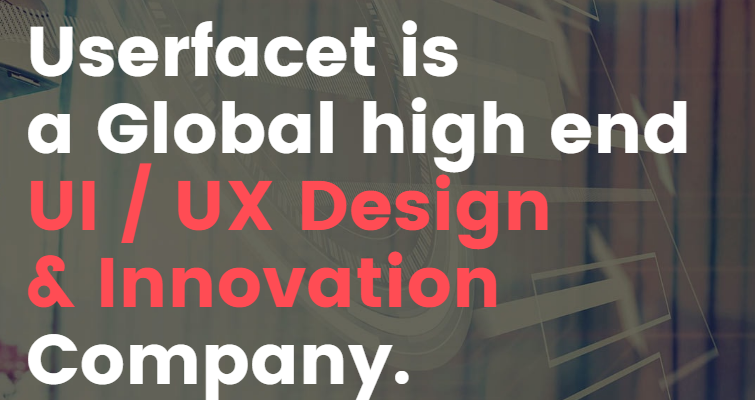 Userfacet is
a Global high end
UI / UX Design
& Innovation
Company.